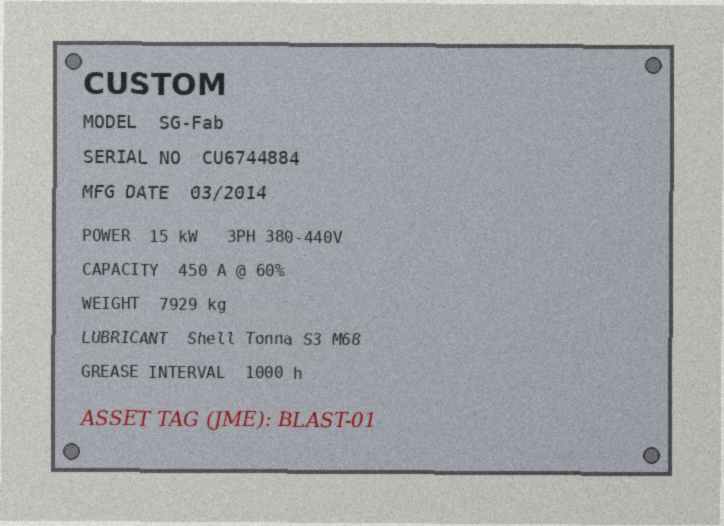 CUSTOM
MODEL SG-Fab
SERIAL NO CU6744884
MFG DATE 03/2014
POWER 15 kW 3PH 380-440V
CAPACITY 450 A @ 60%
WEIGHT 7929 kg
LUBRICANT Shell Tonna S3 M68
GREASE INTERVAL 1000 h
ASSET TAG (JME): BLAST-01